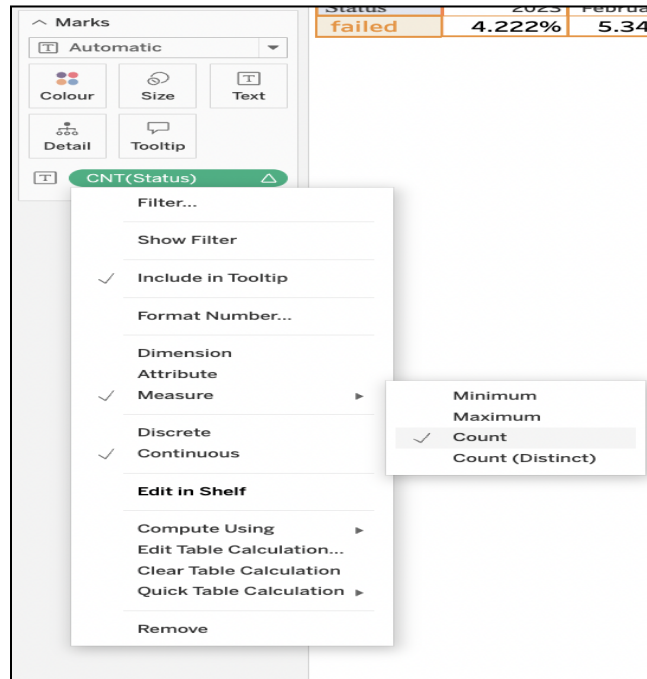 Marks
Status 2023 Februa
T Automatic
failed 4.222% 5.34
Colour Size T Text
Detail Tooltip
T CNT(Status)
Filter...
Show Filter
Include in Tooltip
Format Number...
Dimension
Attribute
Measure
Minimum
Maximum
Discrete
Count
Continuous
Count (Distinct)
Edit in Shelf
Compute Using
Edit Table Calculation...
Clear Table Calculation
Quick Table Calculation
Remove